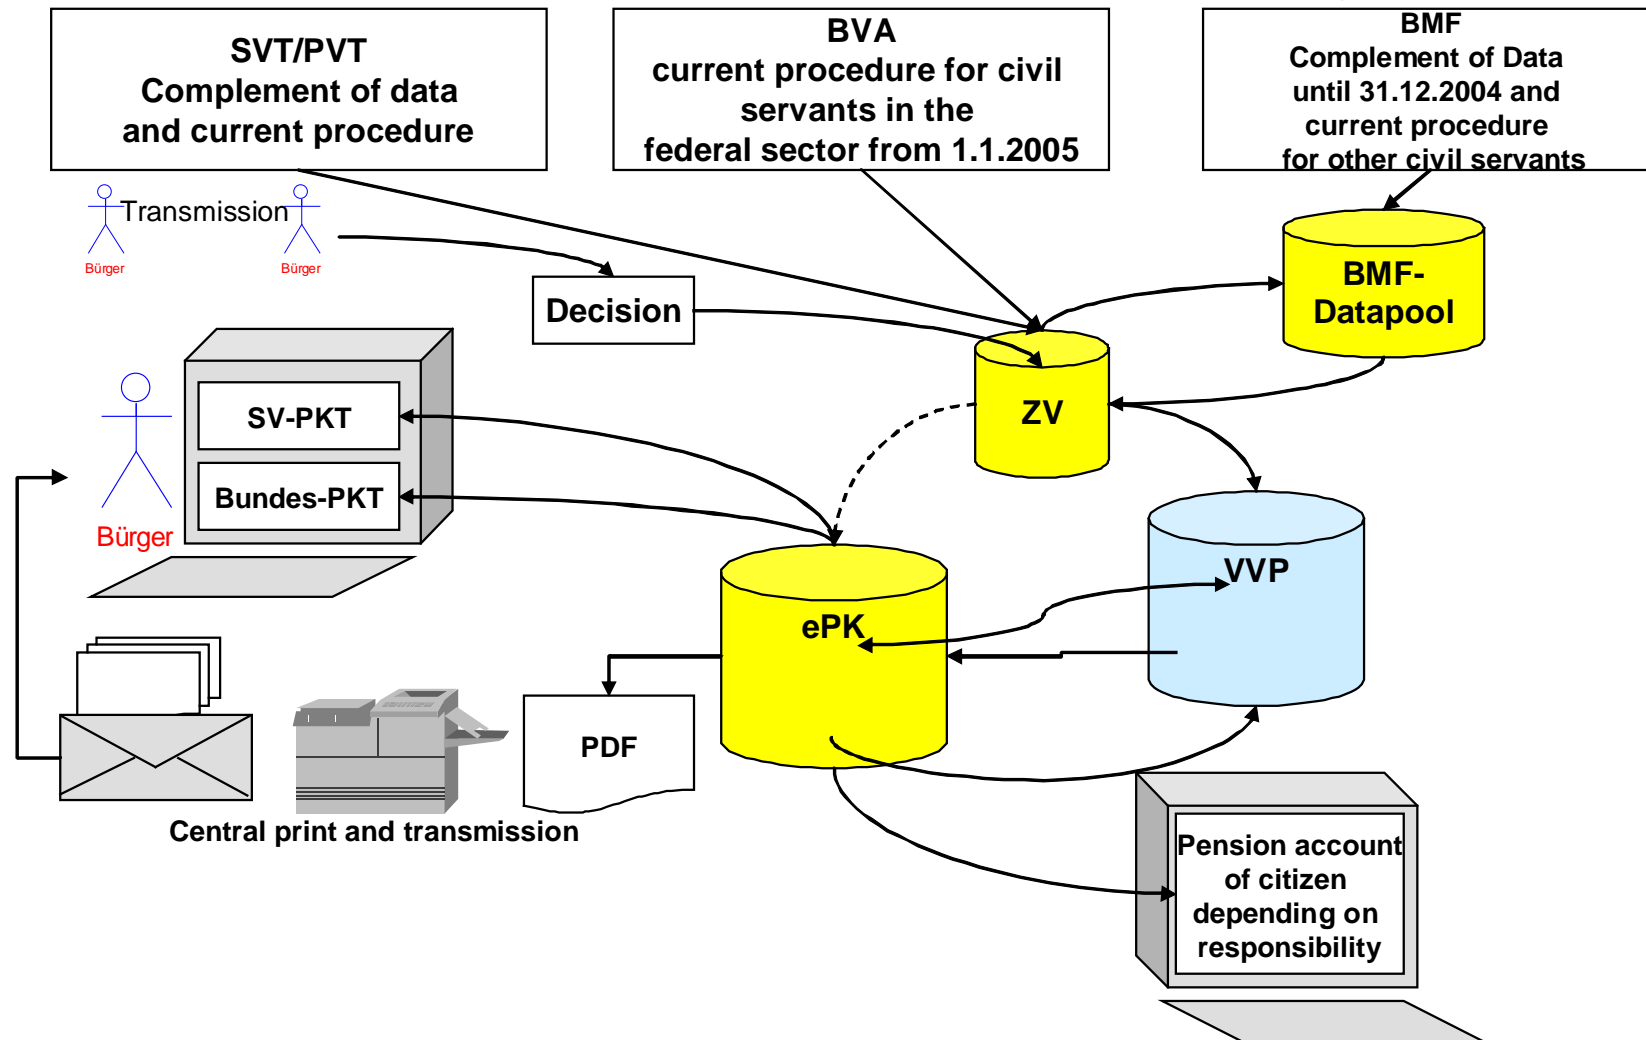 SVT/PVT
Complement of data
and current procedure
BVA
current procedure for civil
servants in the
federal sector from 1.1.2005
BMF
Complement of Data
until 31.12.2004 and
current procedure
for other civil servants
Transmission
Bürger
Bürger
Decision
BMF-
Datapool
ZV
SV-PKT
Bundes-PKT
Bürger
VVP
ePK
PDF
Central print and transmission
Pension account
of citizen
depending on
responsibility